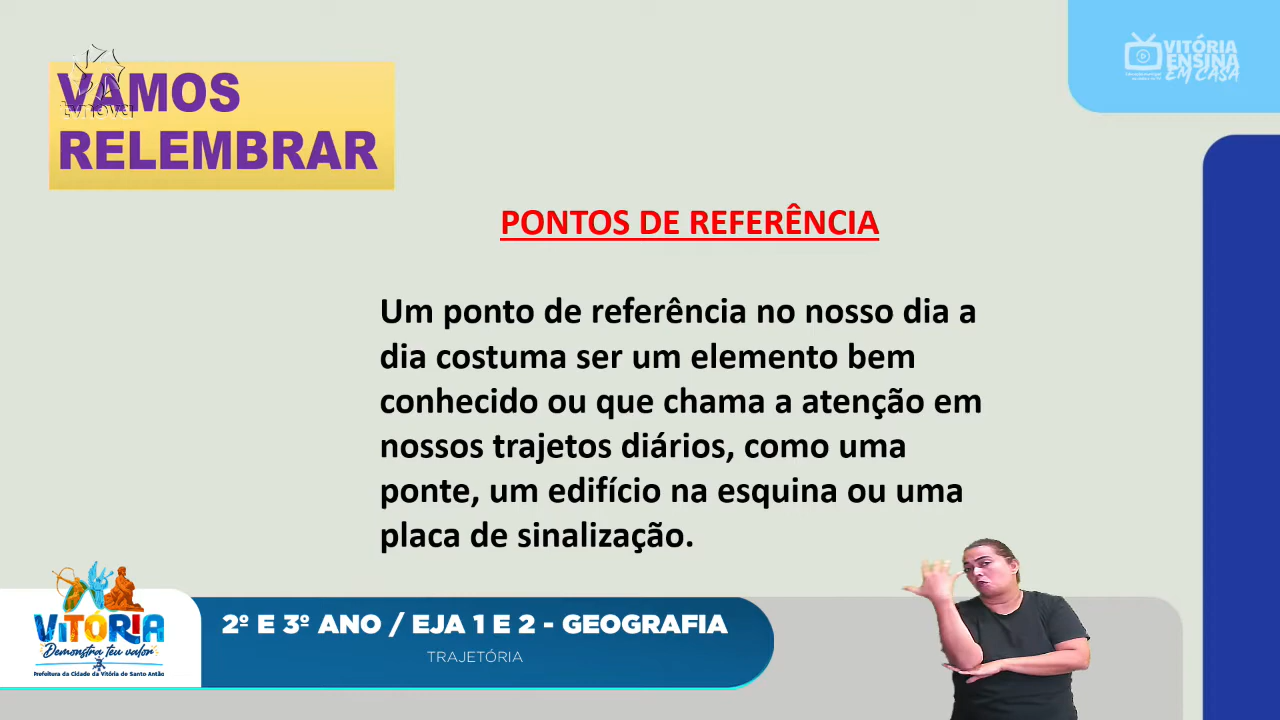 VAMOS
RELEMBRAR
VITÓRIA
ENSINA
EM CASA
PONTOS DE REFERÊNCIA
Um ponto de referência no nosso dia a
dia costuma ser um elemento bem
conhecido ou que chama a atenção em
nossos trajetos diários, como uma
ponte, um edifício na esquina ou uma
placa de sinalização.
VITÓRIA
Demonstra teu valor
Prefeitura da Cidade da Vitória de Santo Antão
2º E 3º ANO / EJA 1 E 2 - GEOGRAFIA
TRAJETÓRIA